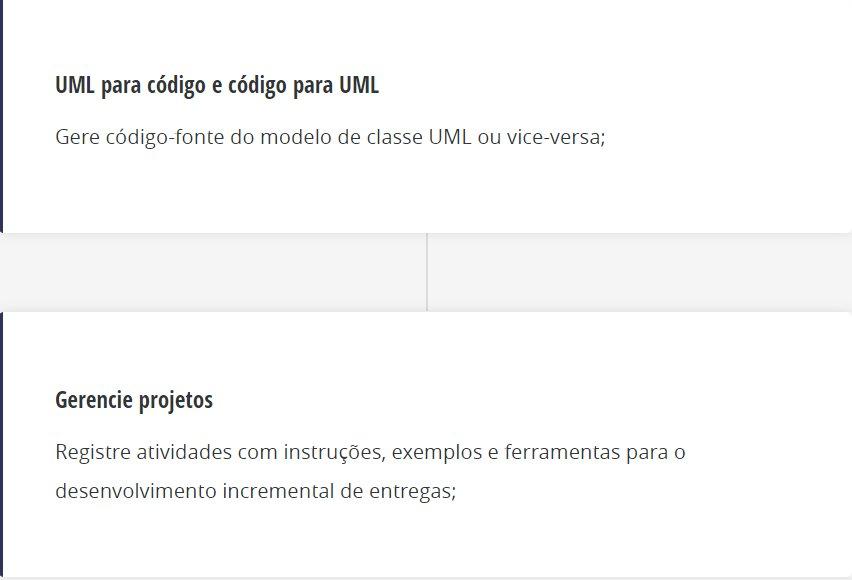 UML para código e código para UML
Gere código-fonte do modelo de classe UML ou vice-versa;
Gerencie projetos
Registre atividades com instruções, exemplos e ferramentas para o
desenvolvimento incremental de entregas;